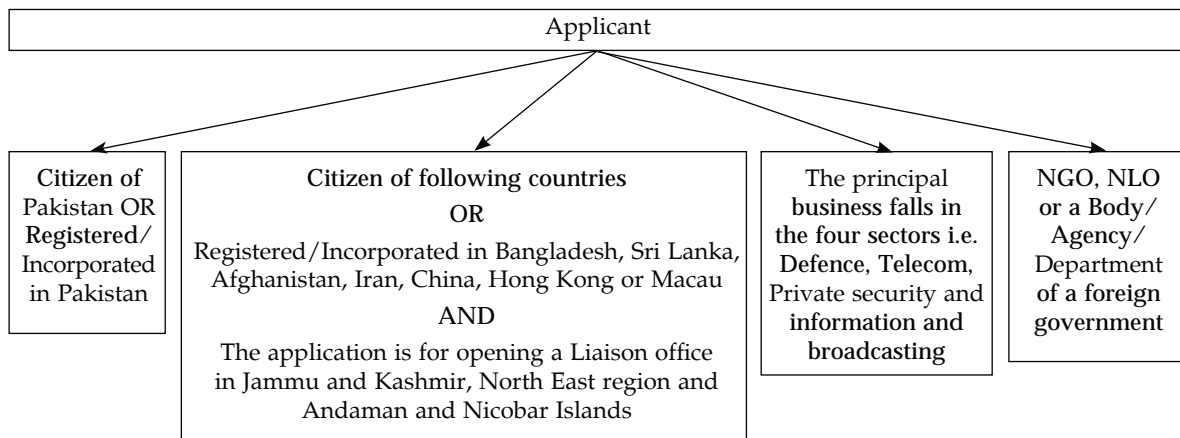 Applicant
Citizen of
Pakistan OR
Registered/
Incorporated
in Pakistan
Citizen of following countries
OR
Registered/Incorporated in Bangladesh, Sri Lanka,
Afghanistan, Iran, China, Hong Kong or Macau
AND
The application is for opening a Liaison office
in Jammu and Kashmir, North East region and
Andaman and Nicobar Islands
The principal
business falls in
the four sectors i.e.
Defence, Telecom,
Private security and
information and
broadcasting
NGO, NLO
or a Body/
Agency/
Department
of a foreign
government